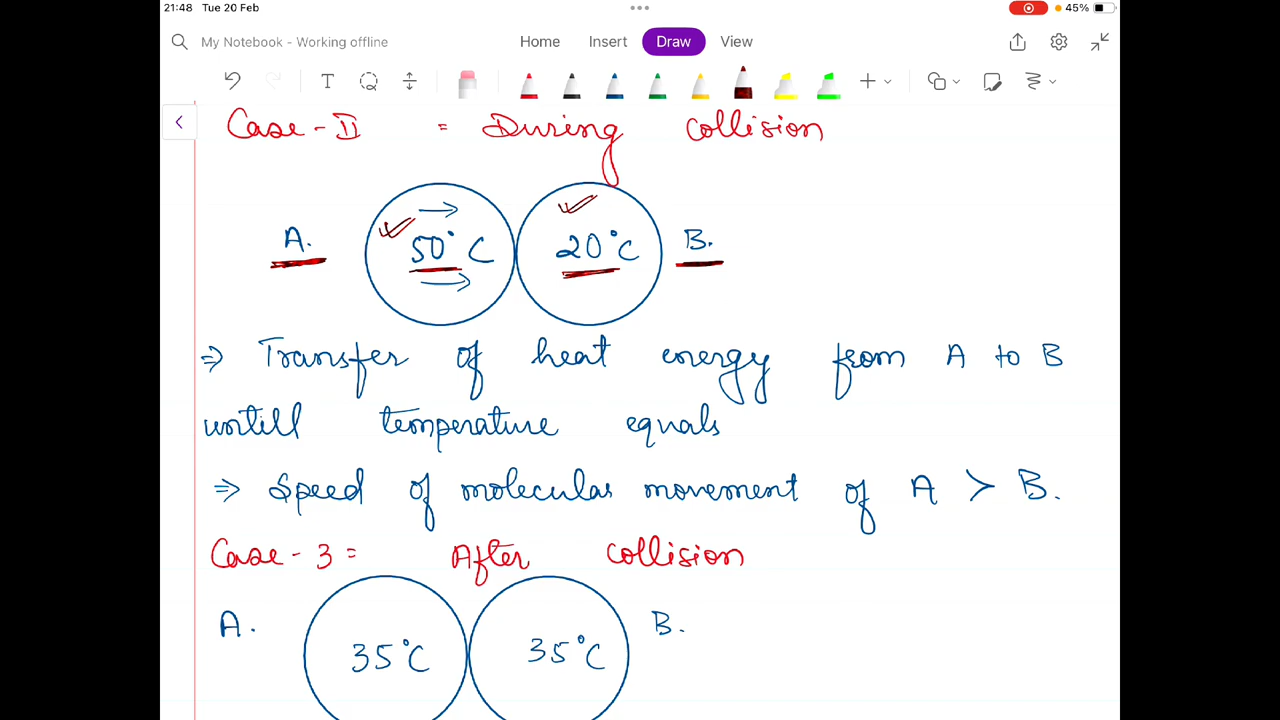 21:48 Tue 20 Feb 45%
My Notebook - Working offline Home Insert Draw View
T
Case - II = During collision
A. 50°C 20°C B.
⇒ Transfer of heat energy from A to B
untill temperature equals
⇒ Speed of molecular movement of A > B.
Case - 3 = After collision
A. 35°C 35°C B.